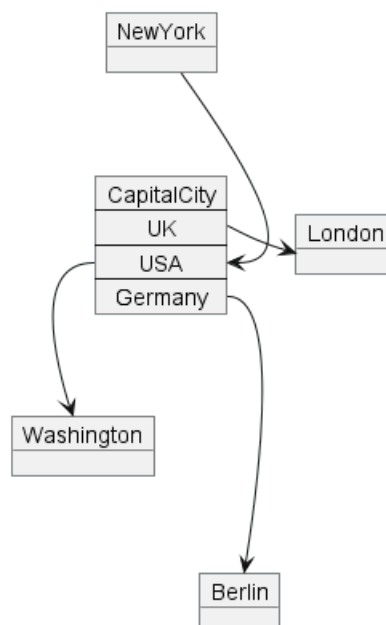 NewYork
CapitalCity
UK
USA
Germany
London
Washington
Berlin